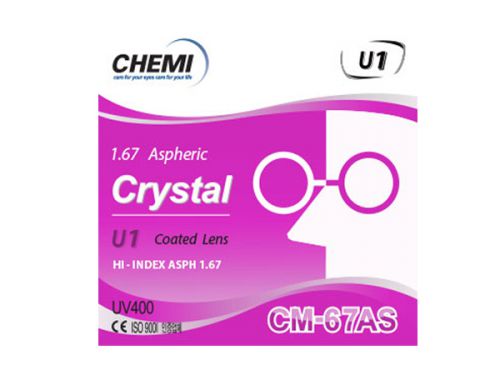 CHEMI
care for your eyes care for your life
U1
1.67 Aspheric
Crystal
U1 Coated Lens
HI - INDEX ASPH 1.67
UV400
CE ISO 9001
CM-67AS